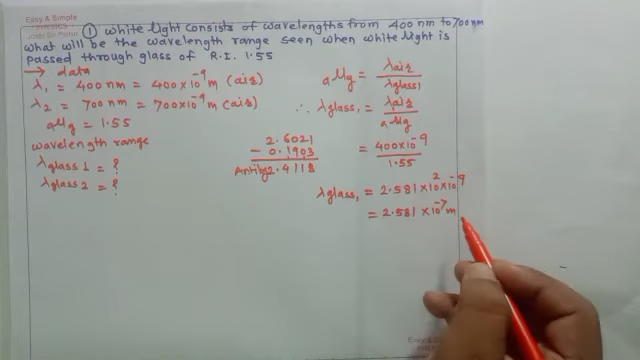 Easy & Simple
① White light consists of wavelengths from 400 nm to 700 nm
what will be the wavelength range seen when white light is
passed through glass of R.I. 1.55
→ data
λ₁ = 400 nm = 400×10⁻⁹ m (air)
λ₂ = 700 nm = 700×10⁻⁹ m (air)
aμg = 1.55
wavelength range
λglass 1 = ?
λglass 2 = ?
2.6021
- 0.1903
Antilog 2.4118
aμg = λair / λglass1
∴ λglass₁ = λair / aμg
= 400×10⁻⁹ / 1.55
λglass₁ = 2.581×10²×10⁻⁹
= 2.581×10⁻⁷ m